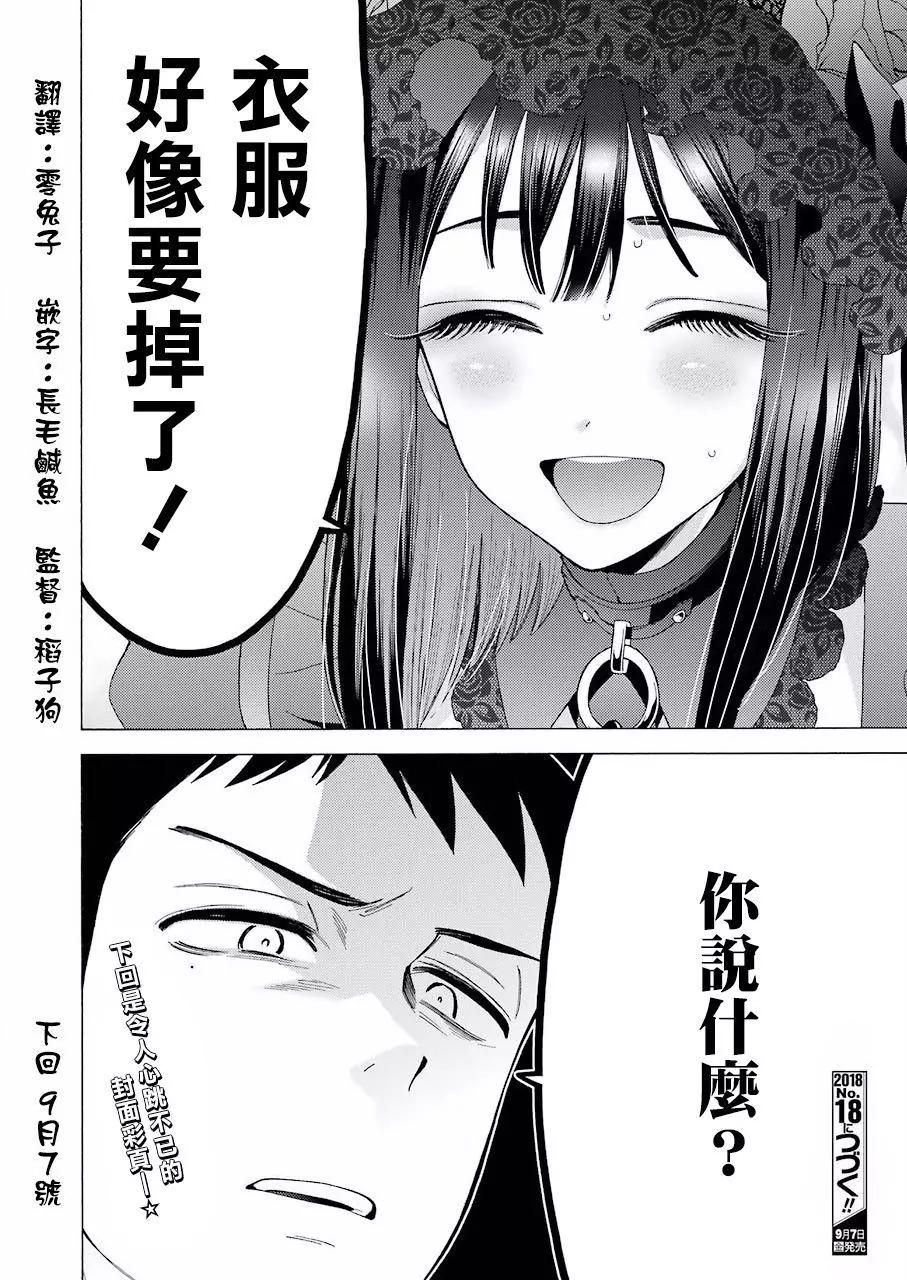 衣服
好像要掉了！
你說什麼？
下回是令人心跳不已的
封面彩頁—☆
2018
No.
18
に
つづく!!
9月7日
㊎発売
翻譯：零兔子 嵌字：長毛鹹魚 監督：稻子狗
下回 9月7號